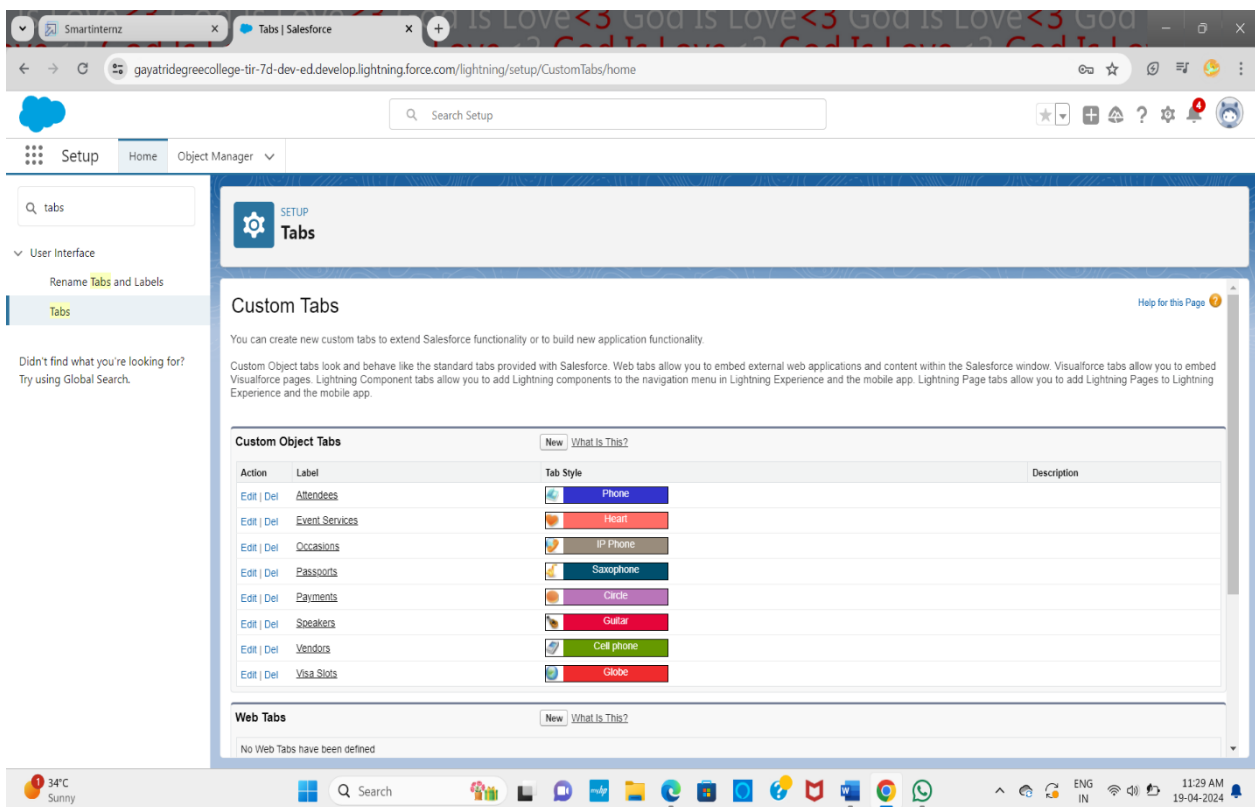 Is Love<3 God Is Love<3 God Is Love<3 God
Smartinternz
Tabs | Salesforce
gayatridegreecollege-tir-7d-dev-ed.develop.lightning.force.com/lightning/setup/CustomTabs/home
Search Setup
4
Setup Home Object Manager
tabs
User Interface
Rename Tabs and Labels
Tabs
Didn't find what you're looking for?
Try using Global Search.
SETUP
Tabs
Custom Tabs
Help for this Page
You can create new custom tabs to extend Salesforce functionality or to build new application functionality.
Custom Object tabs look and behave like the standard tabs provided with Salesforce. Web tabs allow you to embed external web applications and content within the Salesforce window. Visualforce tabs allow you to embed
Visualforce pages. Lightning Component tabs allow you to add Lightning components to the navigation menu in Lightning Experience and the mobile app. Lightning Page tabs allow you to add Lightning Pages to Lightning
Experience and the mobile app.
Custom Object Tabs New What Is This?
Action Label Tab Style Description
Edit | Del Attendees Phone
Edit | Del Event Services Heart
Edit | Del Occasions IP Phone
Edit | Del Passports Saxophone
Edit | Del Payments Circle
Edit | Del Speakers Guitar
Edit | Del Vendors Cell phone
Edit | Del Visa Slots Globe
Web Tabs New What Is This?
No Web Tabs have been defined
1
34°C
Sunny
Search
ENG
IN
11:29 AM
19-04-2024